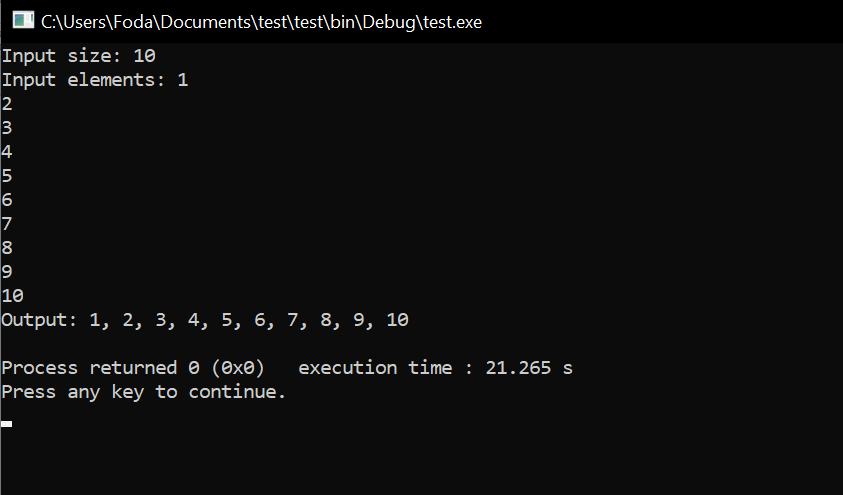 C:\Users\Foda\Documents\test\test\bin\Debug\test.exe
Input size: 10
Input elements: 1
2
3
4
5
6
7
8
9
10
Output: 1, 2, 3, 4, 5, 6, 7, 8, 9, 10
Process returned 0 (0x0)   execution time : 21.265 s
Press any key to continue.